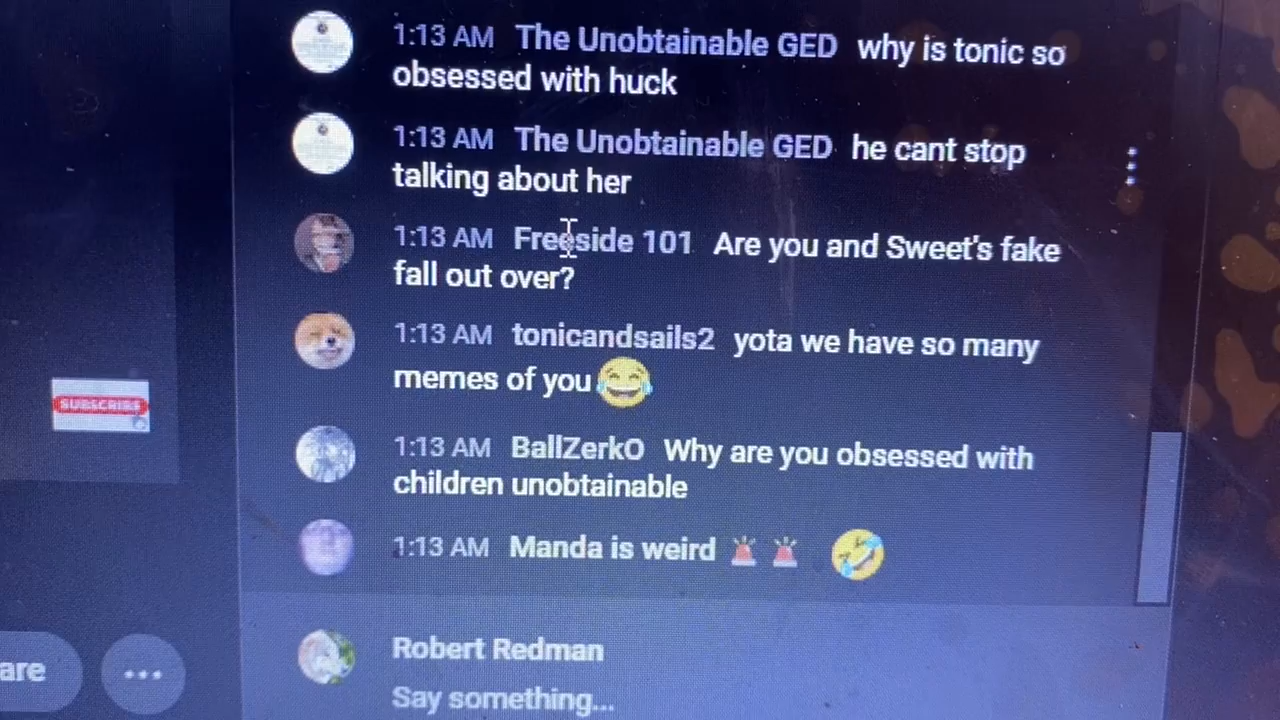 1:13 AM The Unobtainable GED why is tonic so
obsessed with huck
1:13 AM The Unobtainable GED he cant stop
talking about her
1:13 AM Freeside 101 Are you and Sweet's fake
fall out over?
1:13 AM tonicandsails2 yota we have so many
memes of you😂
SUBSCRIBE
1:13 AM BallZerkO Why are you obsessed with
children unobtainable
1:13 AM Manda is weird 🚨 🚨 🤣
Robert Redman
are
Say something...